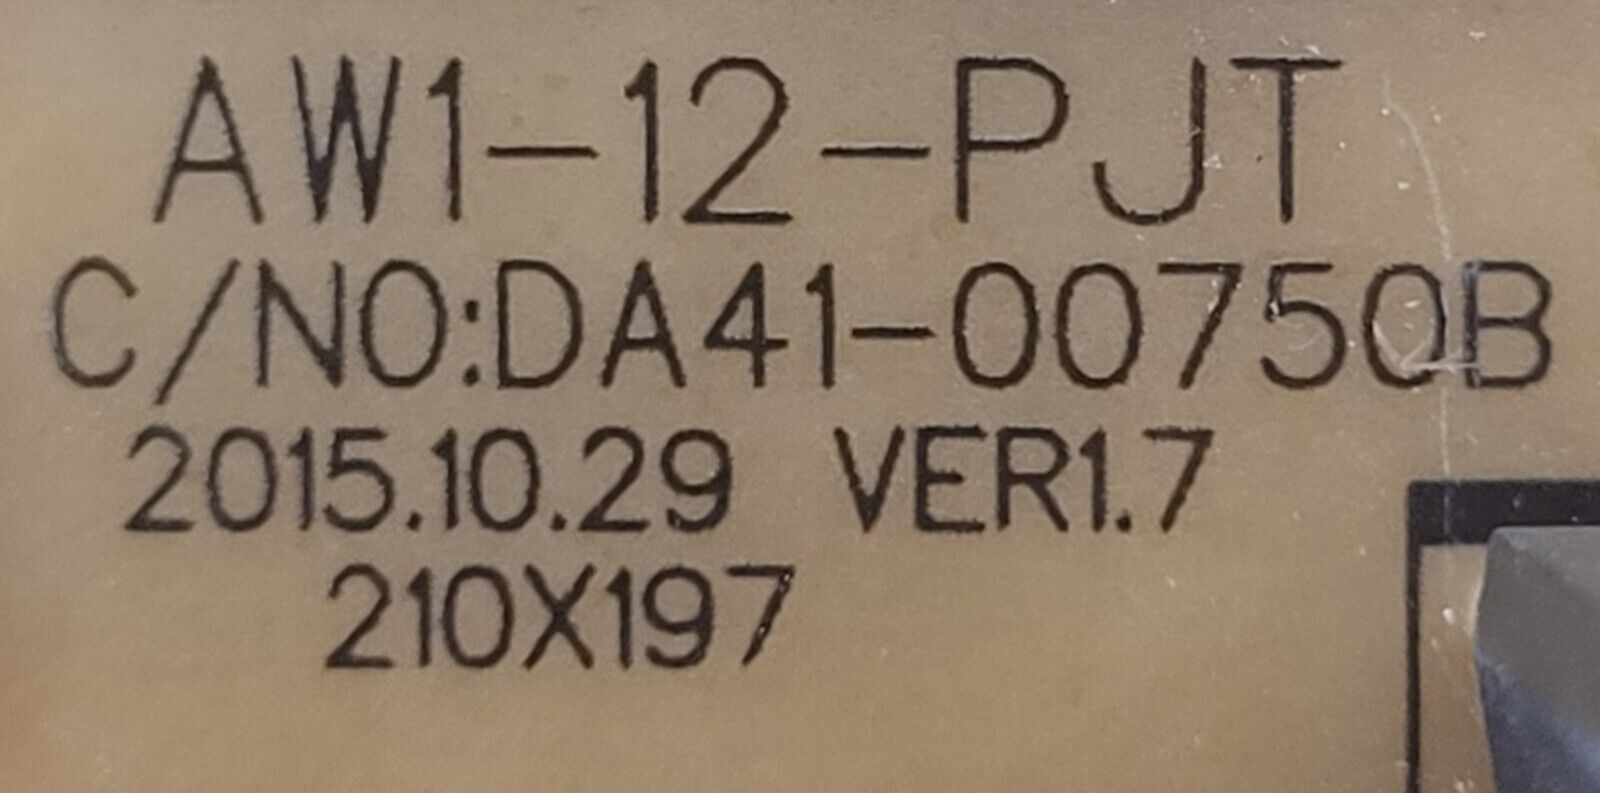 AW1-12-PJT
C/NO:DA41-00750B
2015.10.29 VER1.7
210X197